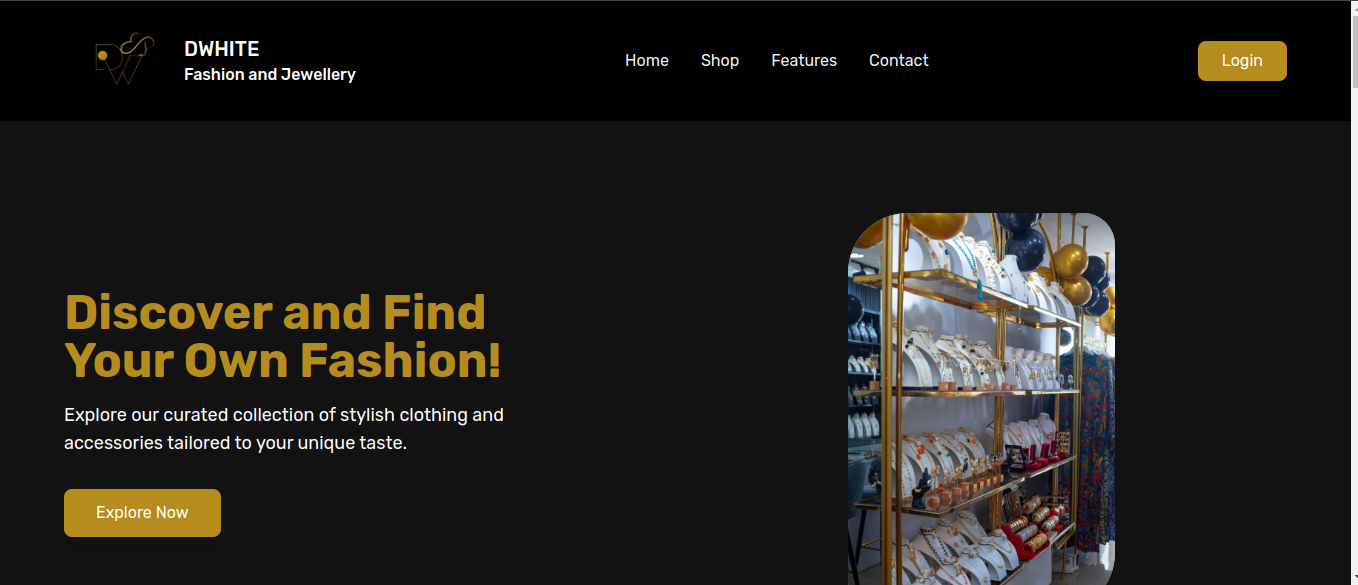 DWHITE
Fashion and Jewellery
Home Shop Features Contact
Login
Discover and Find
Your Own Fashion!
Explore our curated collection of stylish clothing and
accessories tailored to your unique taste.
Explore Now